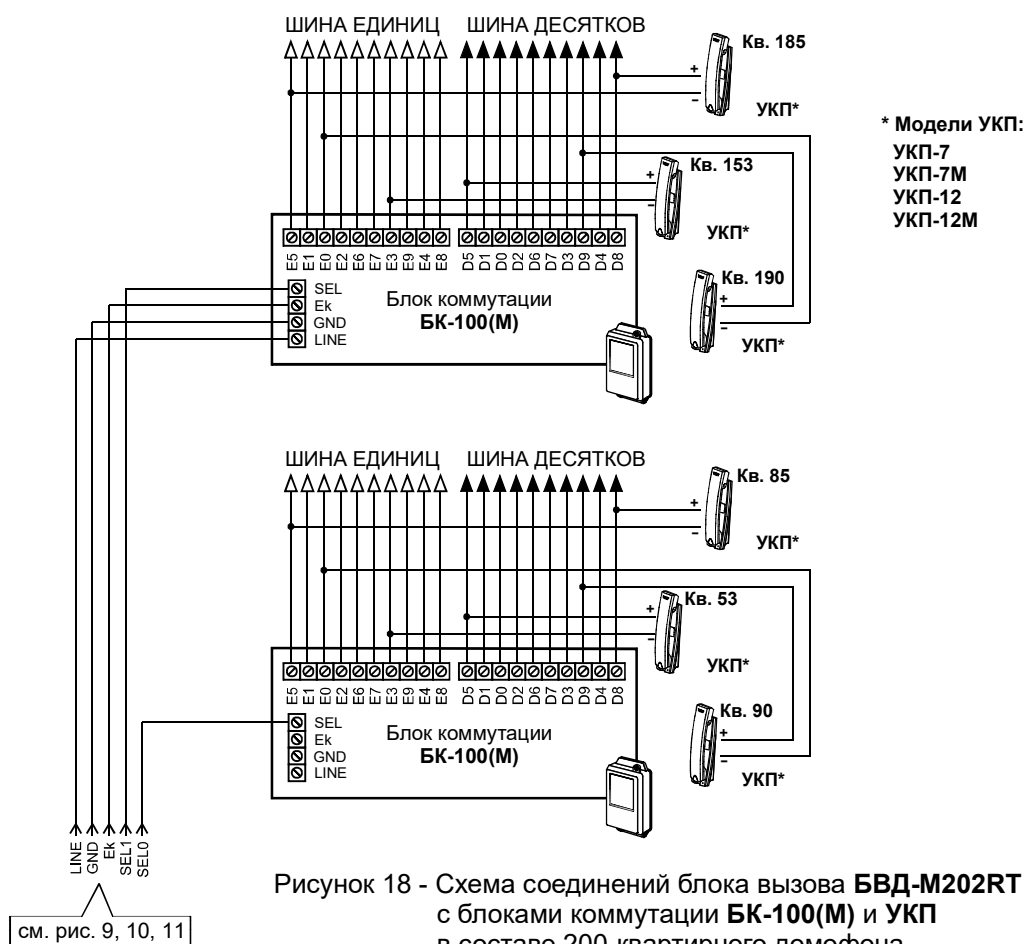 ШИНА ЕДИНИЦ ШИНА ДЕСЯТКОВ
Кв. 185
+
−
УКП*
* Модели УКП:
УКП-7
УКП-7М
УКП-12
УКП-12М
Кв. 153
+
−
УКП*
E5 E1 E0 E2 E6 E7 E3 E9 E4 E8 D5 D1 D0 D2 D6 D7 D3 D9 D4 D8
Кв. 190
+
−
УКП*
SEL
Ek
GND
LINE
Блок коммутации
БК-100(М)
ШИНА ЕДИНИЦ ШИНА ДЕСЯТКОВ
Кв. 85
+
−
УКП*
Кв. 53
+
−
УКП*
E5 E1 E0 E2 E6 E7 E3 E9 E4 E8 D5 D1 D0 D2 D6 D7 D3 D9 D4 D8
Кв. 90
+
−
УКП*
SEL
Ek
GND
LINE
Блок коммутации
БК-100(М)
LINE
GND
Ek
SEL1
SEL0
см. рис. 9, 10, 11
Рисунок 18 - Схема соединений блока вызова БВД-М202RT
с блоками коммутации БК-100(М) и УКП
в составе 200-квартирного домофона